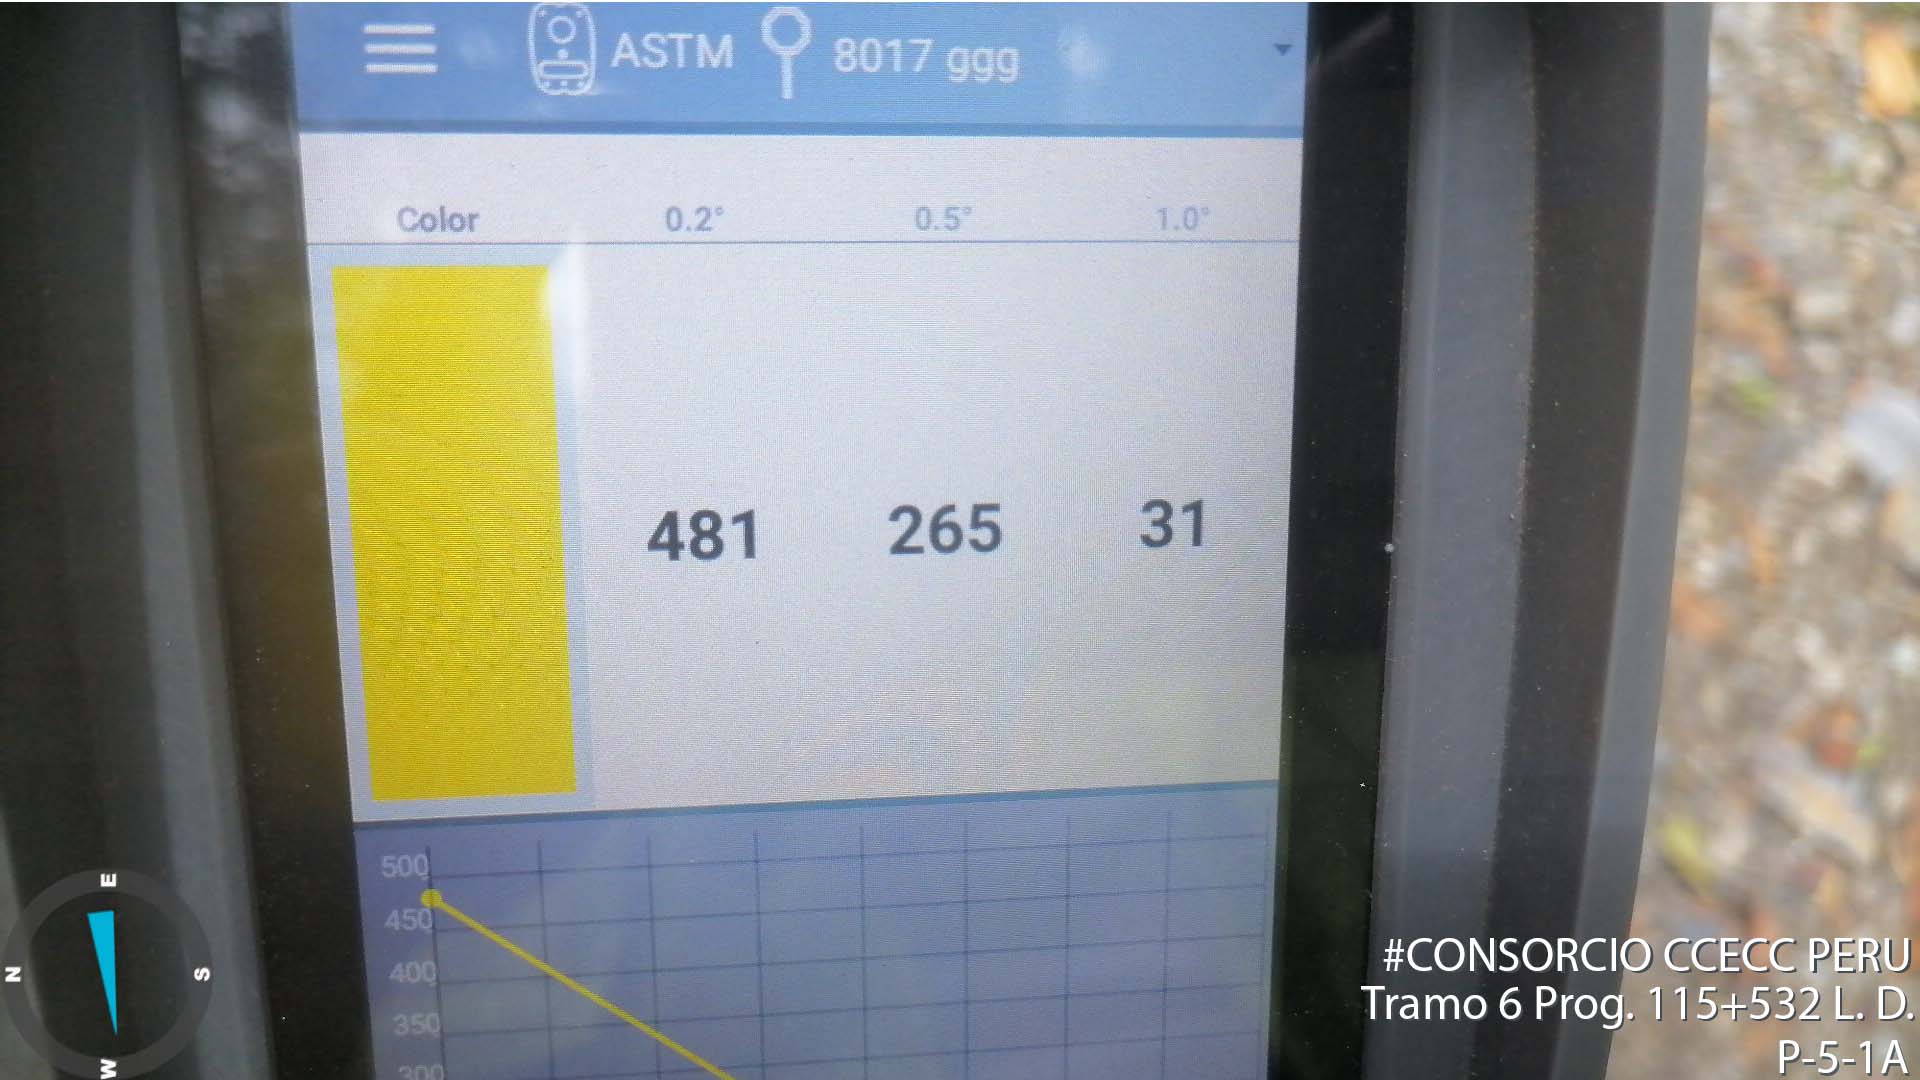 ASTM 8017 ggg
Color 0.2° 0.5° 1.0°
481 265 31
500
450
400
350
300
E
N S
W
#CONSORCIO CCECC PERU
Tramo 6 Prog. 115+532 L. D.
P-5-1A